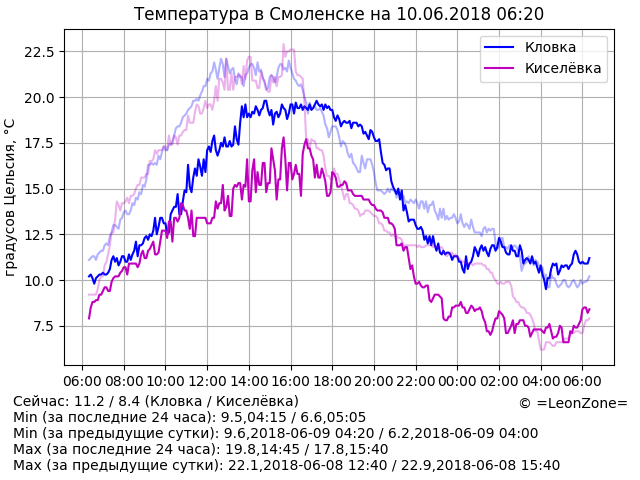 Температура в Смоленске на 10.06.2018 06:20
градусов Цельсия, °C
22.5
20.0
17.5
15.0
12.5
10.0
7.5
Кловка
Киселёвка
06:00 08:00 10:00 12:00 14:00 16:00 18:00 20:00 22:00 00:00 02:00 04:00 06:00
Сейчас: 11.2 / 8.4 (Кловка / Киселёвка)
© =LeonZone=
Min (за последние 24 часа): 9.5,04:15 / 6.6,05:05
Min (за предыдущие сутки): 9.6,2018-06-09 04:20 / 6.2,2018-06-09 04:00
Max (за последние 24 часа): 19.8,14:45 / 17.8,15:40
Max (за предыдущие сутки): 22.1,2018-06-08 12:40 / 22.9,2018-06-08 15:40